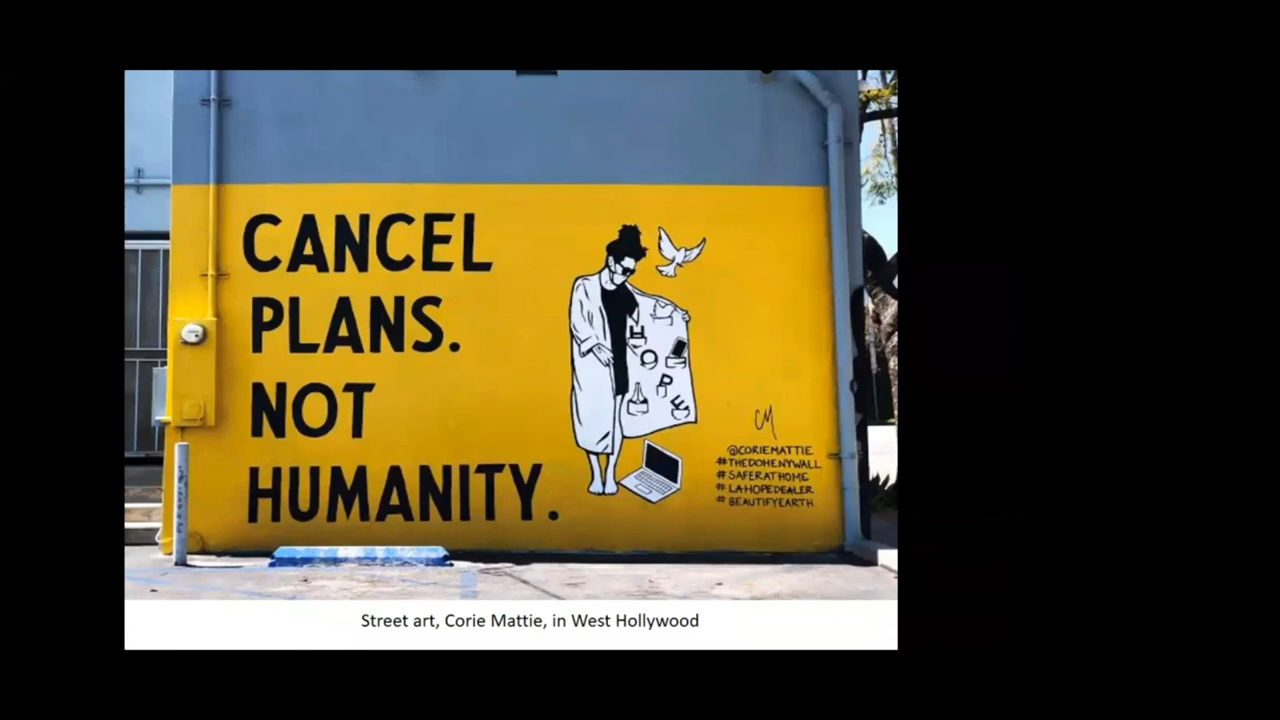 CANCEL
PLANS.
NOT
HUMANITY.
HOPE
CM
@CORIEMATTIE
#THEDOHENYWALL
#SAFERATHOME
#LAHOPEDEALER
#BEAUTIFYEARTH
Street art, Corie Mattie, in West Hollywood